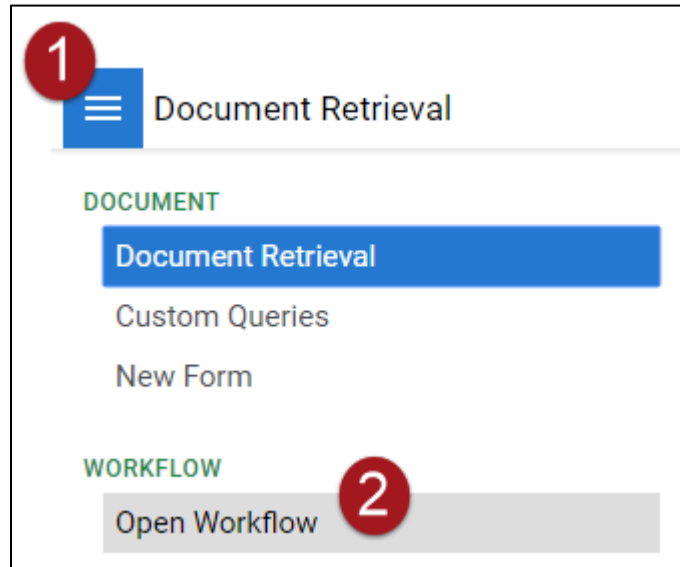 1
Document Retrieval
DOCUMENT
Document Retrieval
Custom Queries
New Form
WORKFLOW
Open Workflow 2